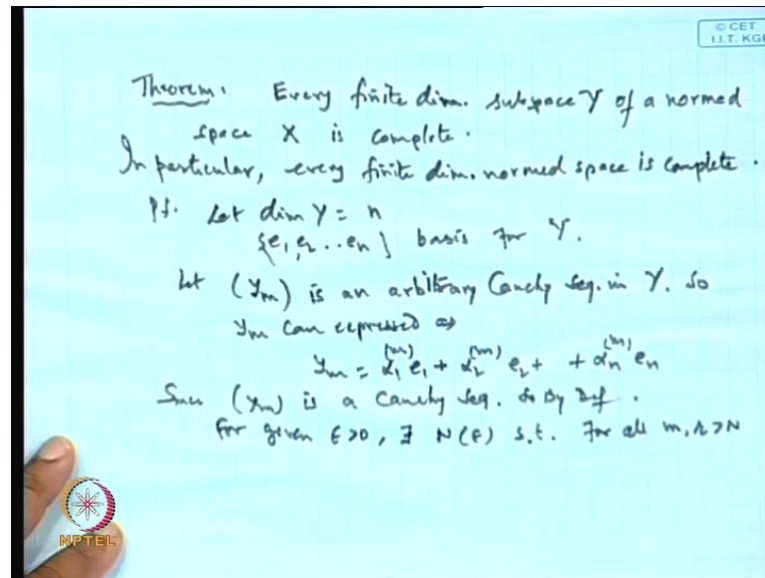 © CET
I.I.T. KGP
Theorem. Every finite dim. subspace Y of a normed
space X is complete.
In particular, every finite dim. normed space is complete.
Pf. Let dim Y = n
{e₁, e₂ .. eₙ} basis for Y.
Let (yₘ) is an arbitrary Cauchy seq. in Y. So
yₘ can expressed as
yₘ = α₁⁽ᵐ⁾ e₁ + α₂⁽ᵐ⁾ e₂ + + αₙ⁽ᵐ⁾ eₙ
Since (yₘ) is a Cauchy seq. So By Def.
For given ε > 0, ∃ N(ε) s.t. For all m, r > N
NPTEL